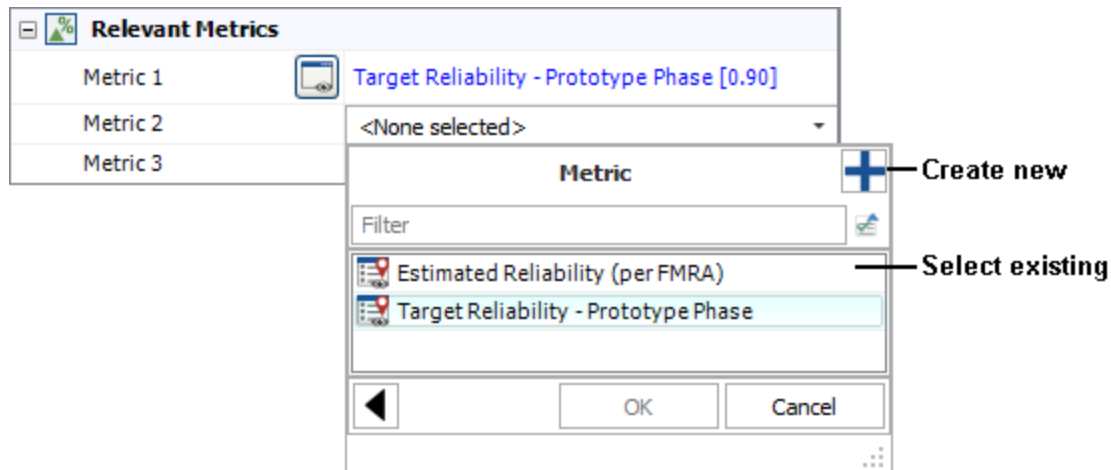 Relevant Metrics
Metric 1 Target Reliability - Prototype Phase [0.90]
Metric 2 <None selected>
Metric 3
Metric Create new
Filter
Estimated Reliability (per FMRA) Select existing
Target Reliability - Prototype Phase
OK Cancel